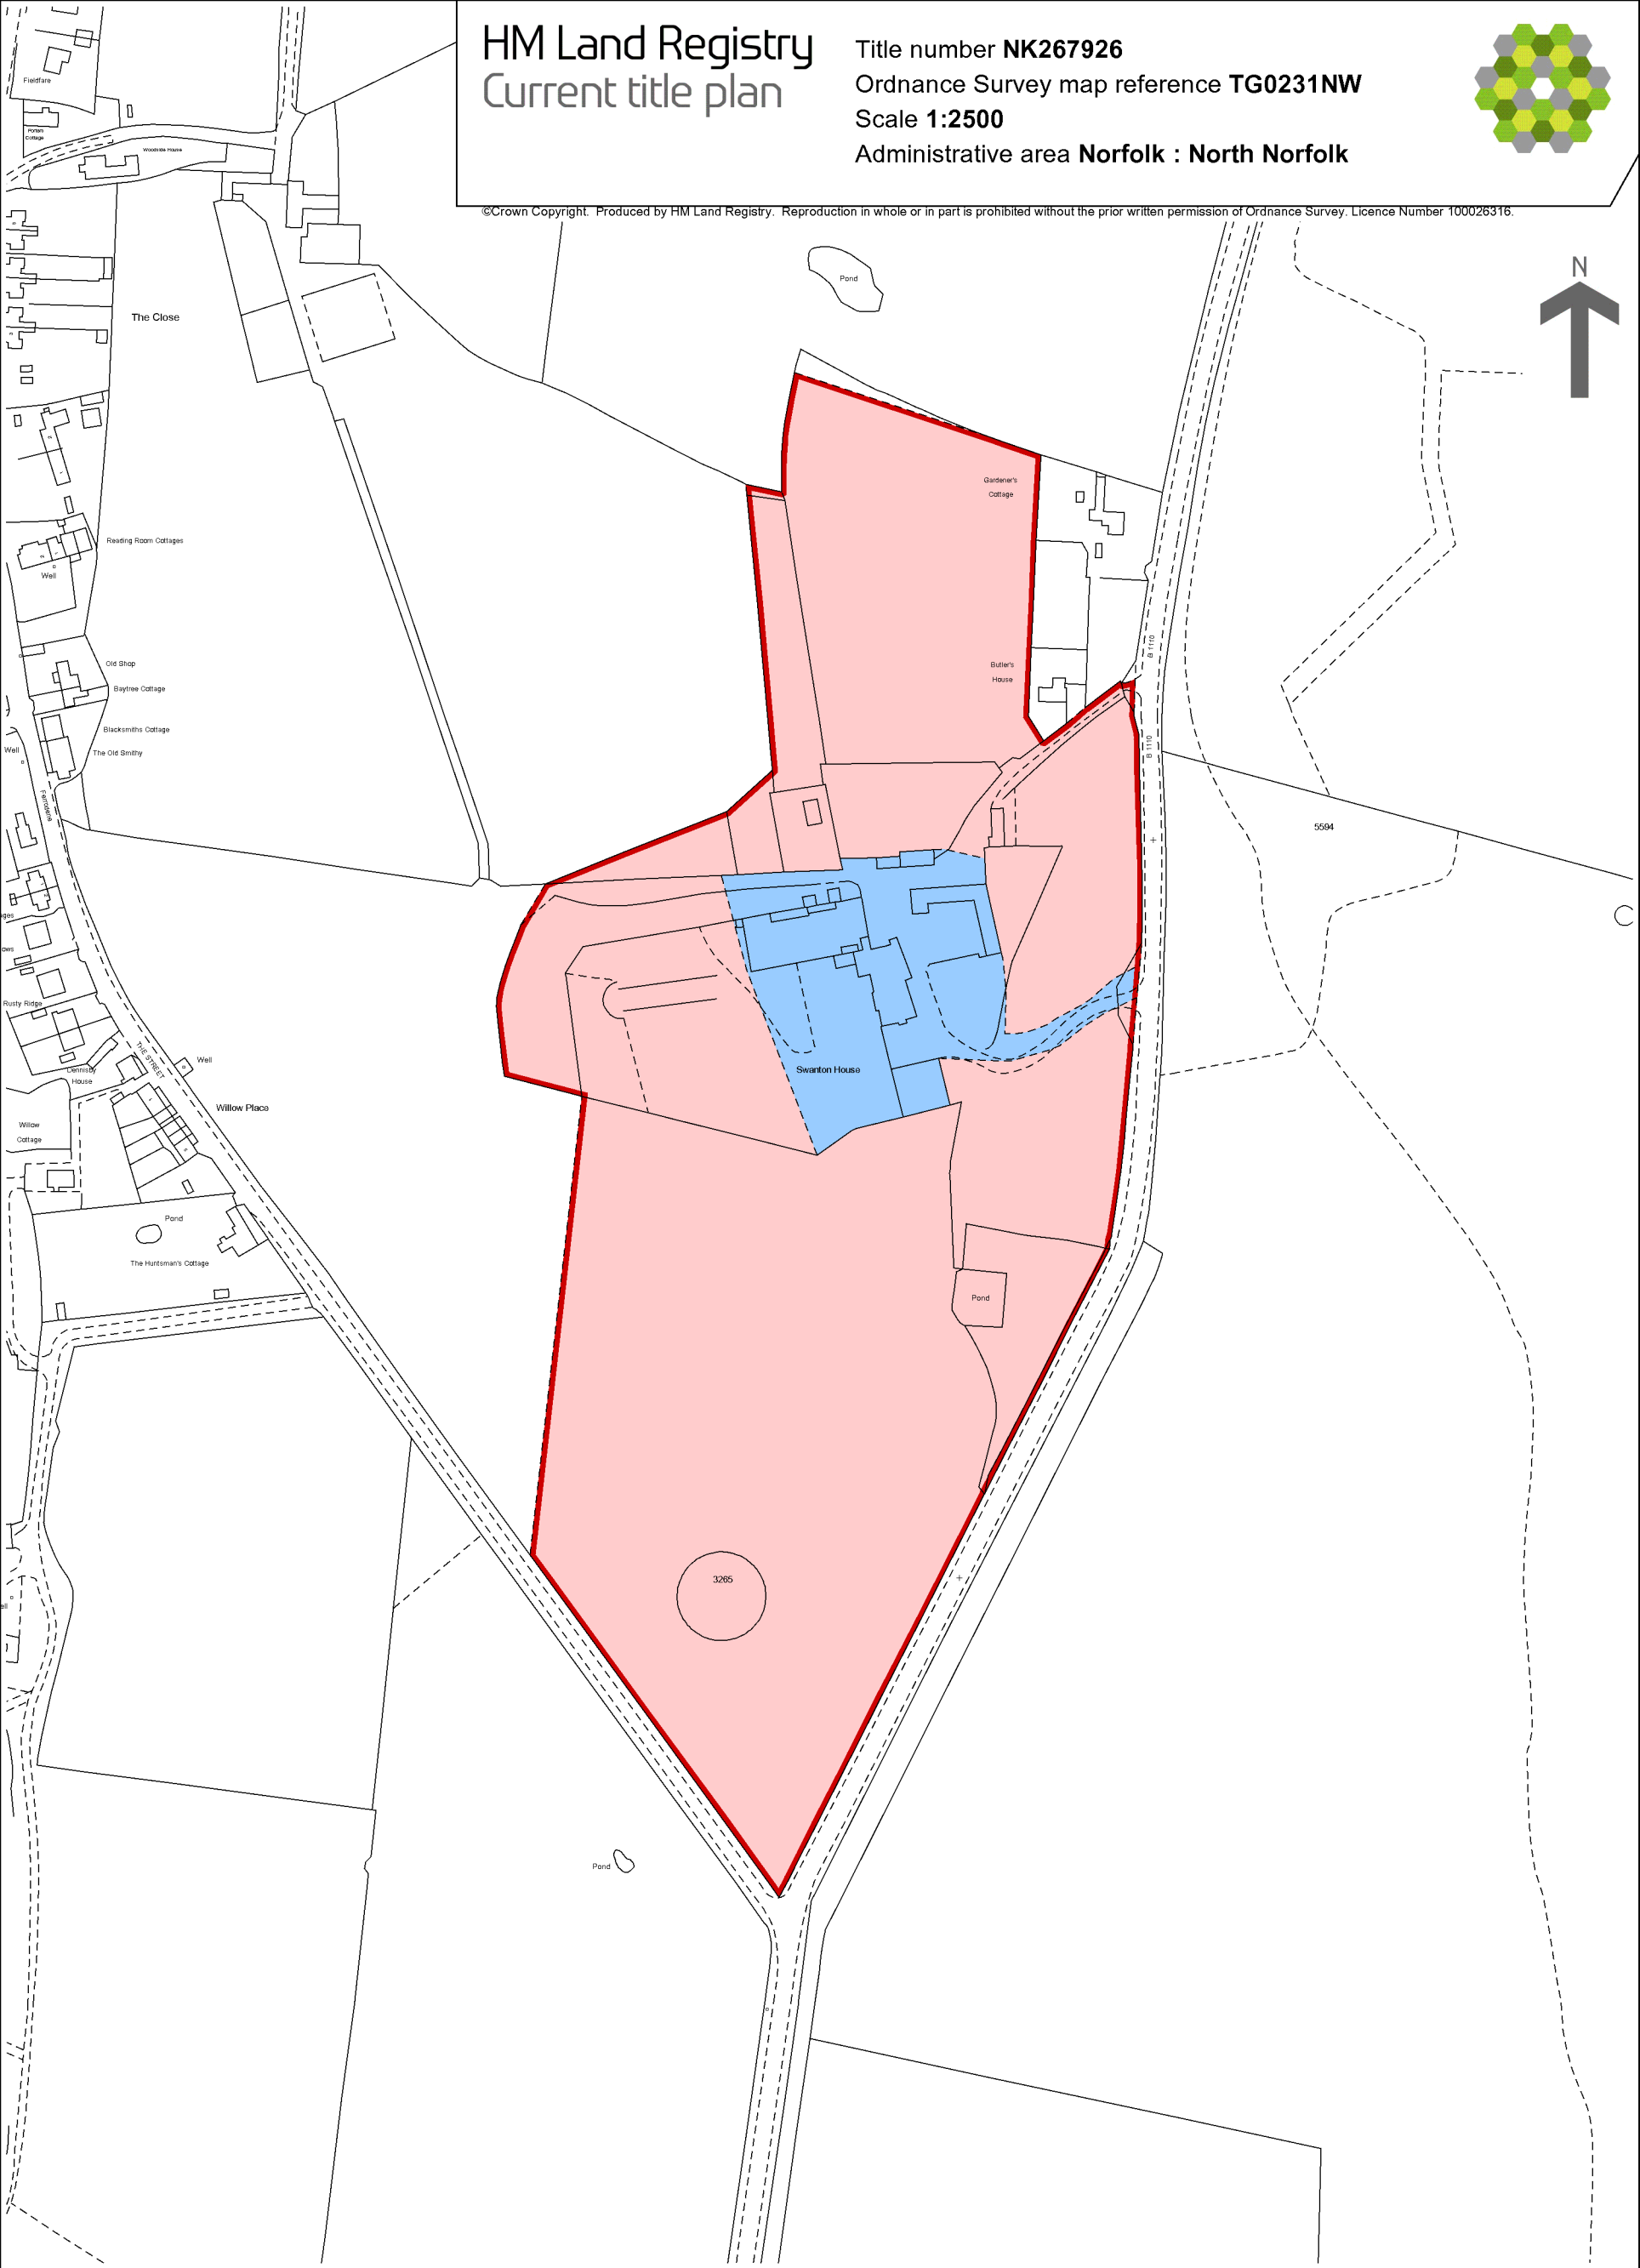 HM Land Registry
Current title plan
Title number NK267926
Ordnance Survey map reference TG0231NW
Scale 1:2500
Administrative area Norfolk : North Norfolk
©Crown Copyright. Produced by HM Land Registry. Reproduction in whole or in part is prohibited without the prior written permission of Ordnance Survey. Licence Number 100026316.
N
Fieldfare
Cottage
Woodside House
Pond
The Close
Gardener's
Cottage
Reading Room Cottages
Well
Old Shop
Baytree Cottage
Blacksmiths Cottage
The Old Smithy
Well
Butler's
House
B 1110
B 1110
5594
Rusty Ridge
THE STREET
Well
House
Swanton House
Willow Place
Willow
Cottage
Pond
The Huntsman's Cottage
Pond
3265
Pond